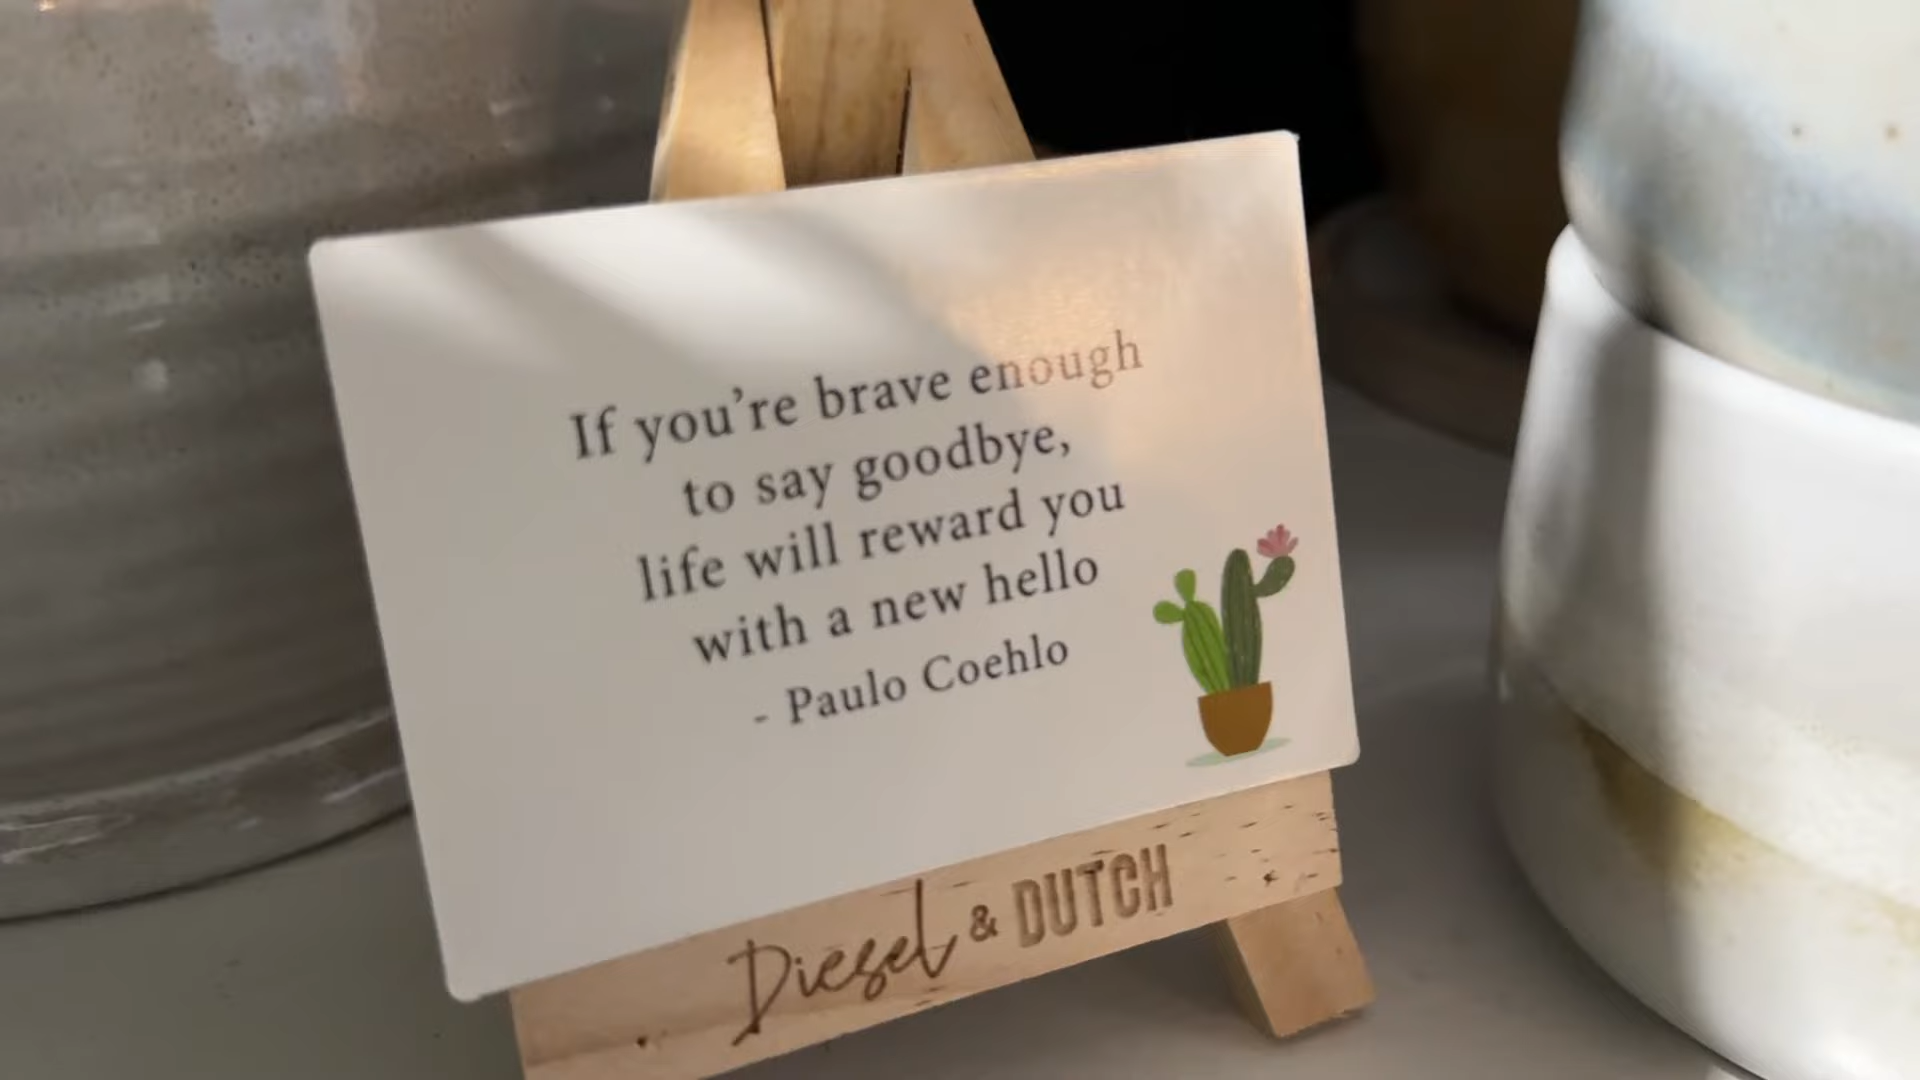 If you’re brave enough
to say goodbye,
life will reward you
with a new hello
- Paulo Coehlo
Diesel & DUTCH